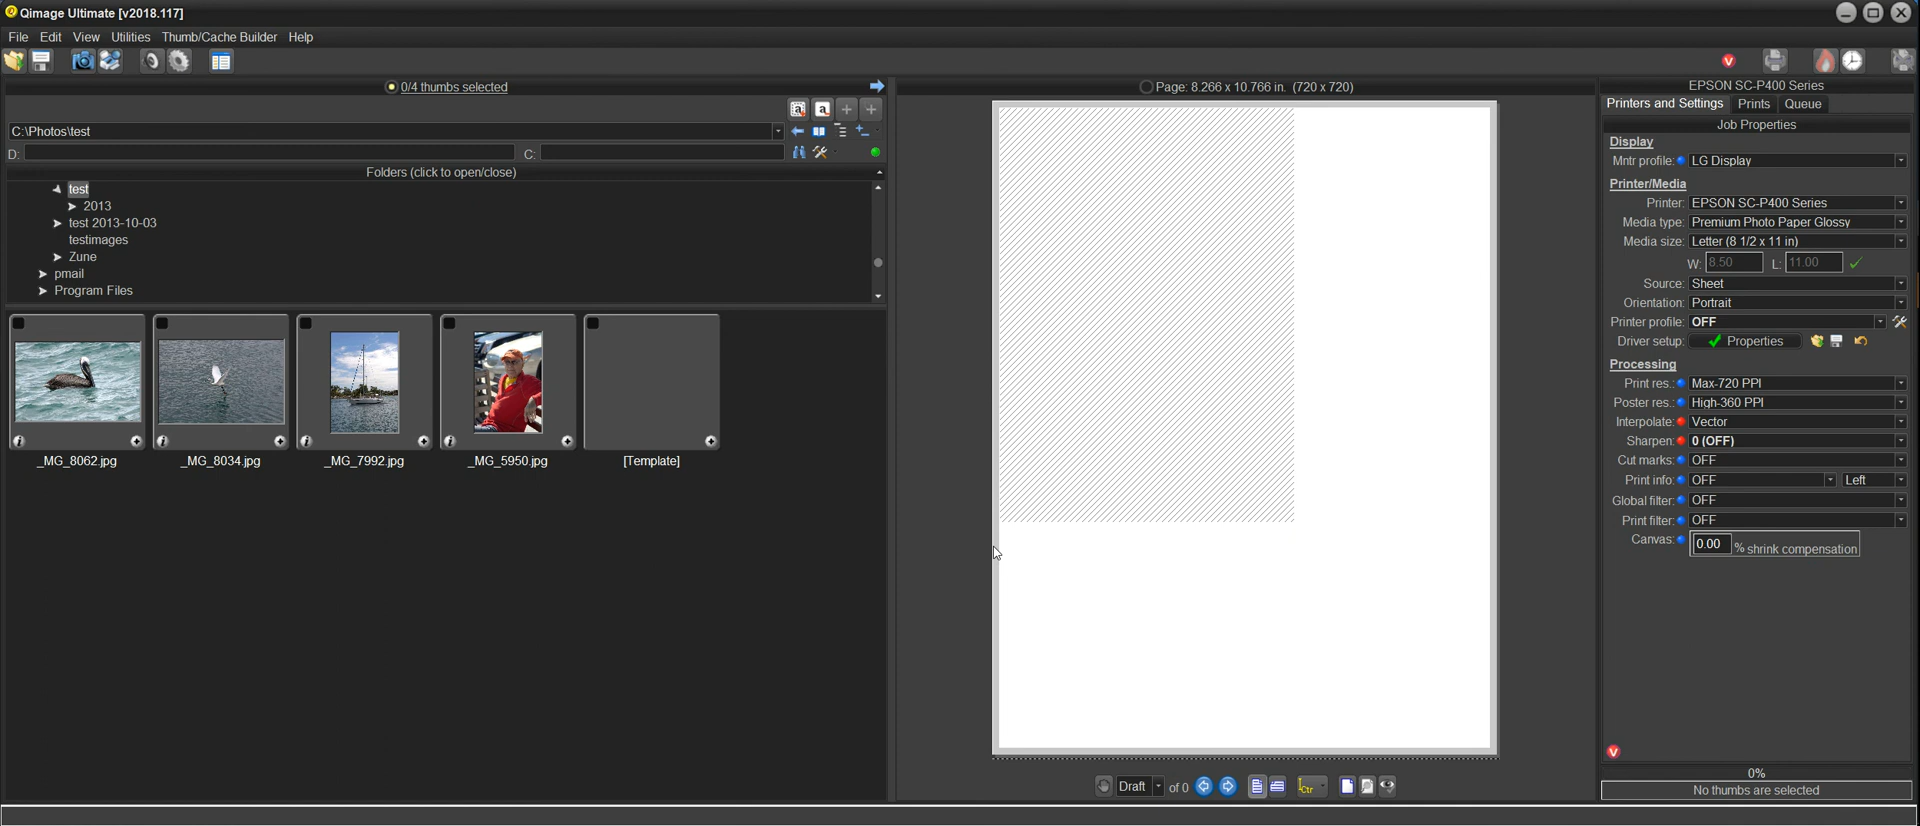 Qimage Ultimate [v2018.117]
File Edit View Utilities Thumb/Cache Builder Help
0/4 thumbs selected
C:\Photos\test
D: C:
Folders (click to open/close)
test
2013
test 2013-10-03
testimages
Zune
pmail
Program Files
_MG_8062.jpg _MG_8034.jpg _MG_7992.jpg _MG_5950.jpg [Template]
Page: 8.266 x 10.766 in. (720 x 720)
Draft of 0 Ctr
EPSON SC-P400 Series
Printers and Settings Prints Queue
Job Properties
Display
Mntr profile: LG Display
Printer/Media
Printer: EPSON SC-P400 Series
Media type: Premium Photo Paper Glossy
Media size: Letter (8 1/2 x 11 in)
W: 8.50 L: 11.00
Source: Sheet
Orientation: Portrait
Printer profile: OFF
Driver setup: Properties
Processing
Print res.: Max-720 PPI
Poster res.: High-360 PPI
Interpolate: Vector
Sharpen: 0 (OFF)
Cut marks: OFF
Print info: OFF Left
Global filter: OFF
Print filter: OFF
Canvas: 0.00 % shrink compensation
V
0%
No thumbs are selected